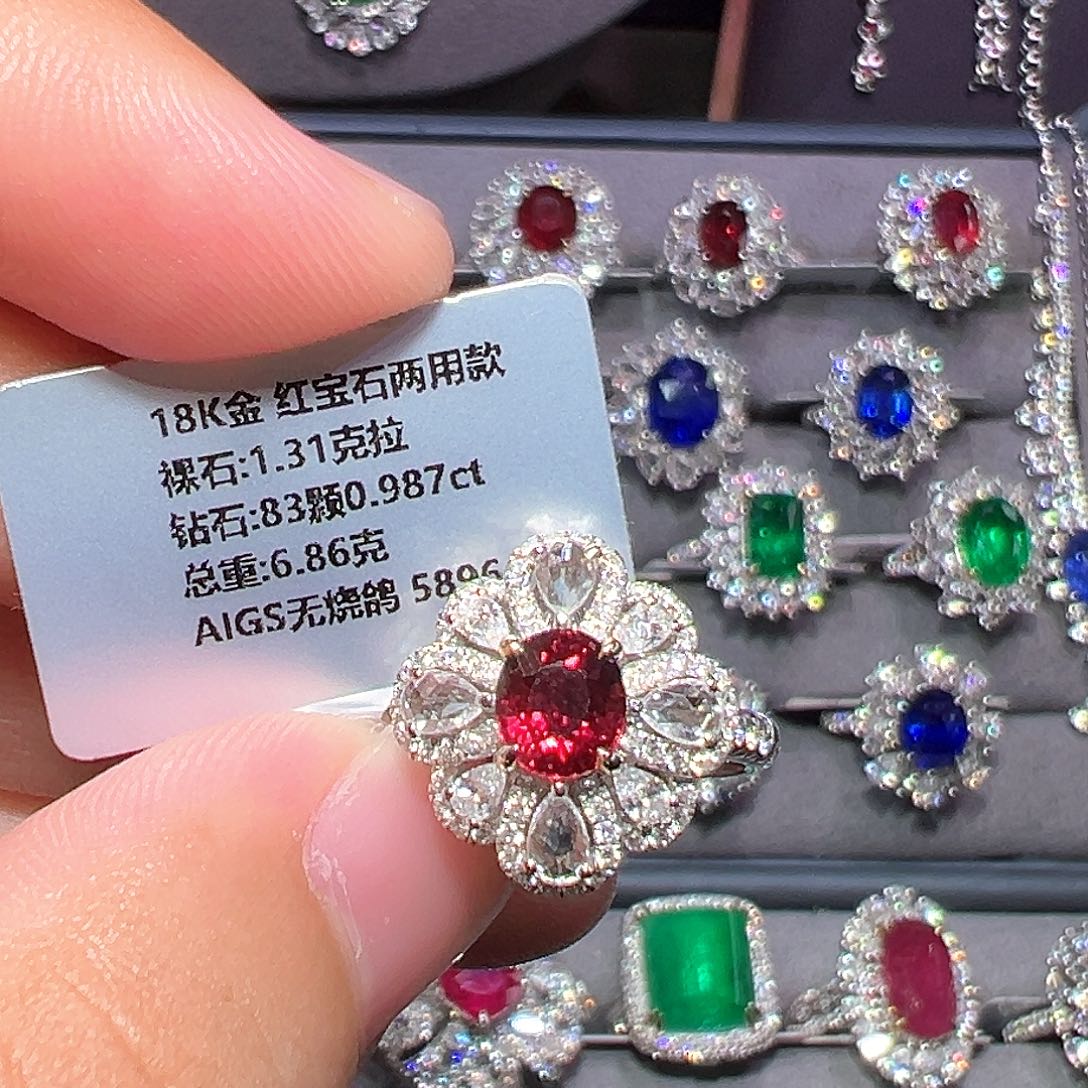 18K金 红宝石两用款
裸石:1.31克拉
钻石:83颗0.987ct
总重:6.86克
AIGS无烧鸽 5896